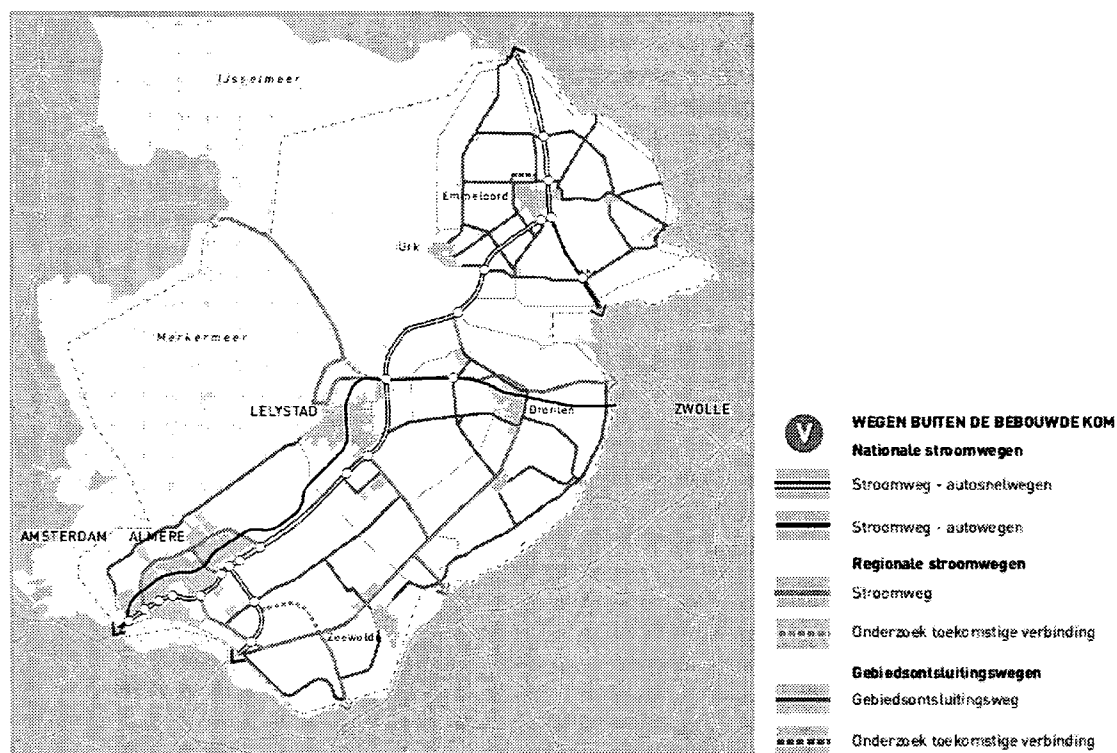 IJsselmeer
Emmeloord
Urk
Markermeer
LELYSTAD
Dronten
ZWOLLE
AMSTERDAM
ALMERE
Zeewolde
V
WEGEN BUITEN DE BEBOUWDE KOM
Nationale stroomwegen
Stroomweg - autosnelwegen
Stroomweg - autowegen
Regionale stroomwegen
Stroomweg
Onderzoek toekomstige verbinding
Gebiedsontsluitingswegen
Gebiedsontsluitingsweg
Onderzoek toekomstige verbinding